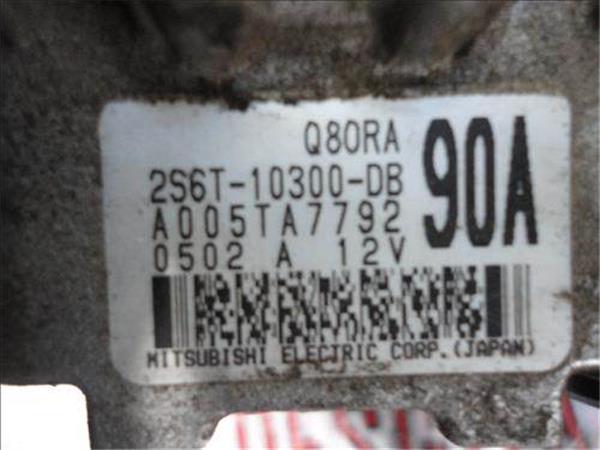 Q80RA
90A
2S6T-10300-DB
A005TA7792
0502 A 12V
MITSUBISHI ELECTRIC CORP.(JAPAN)